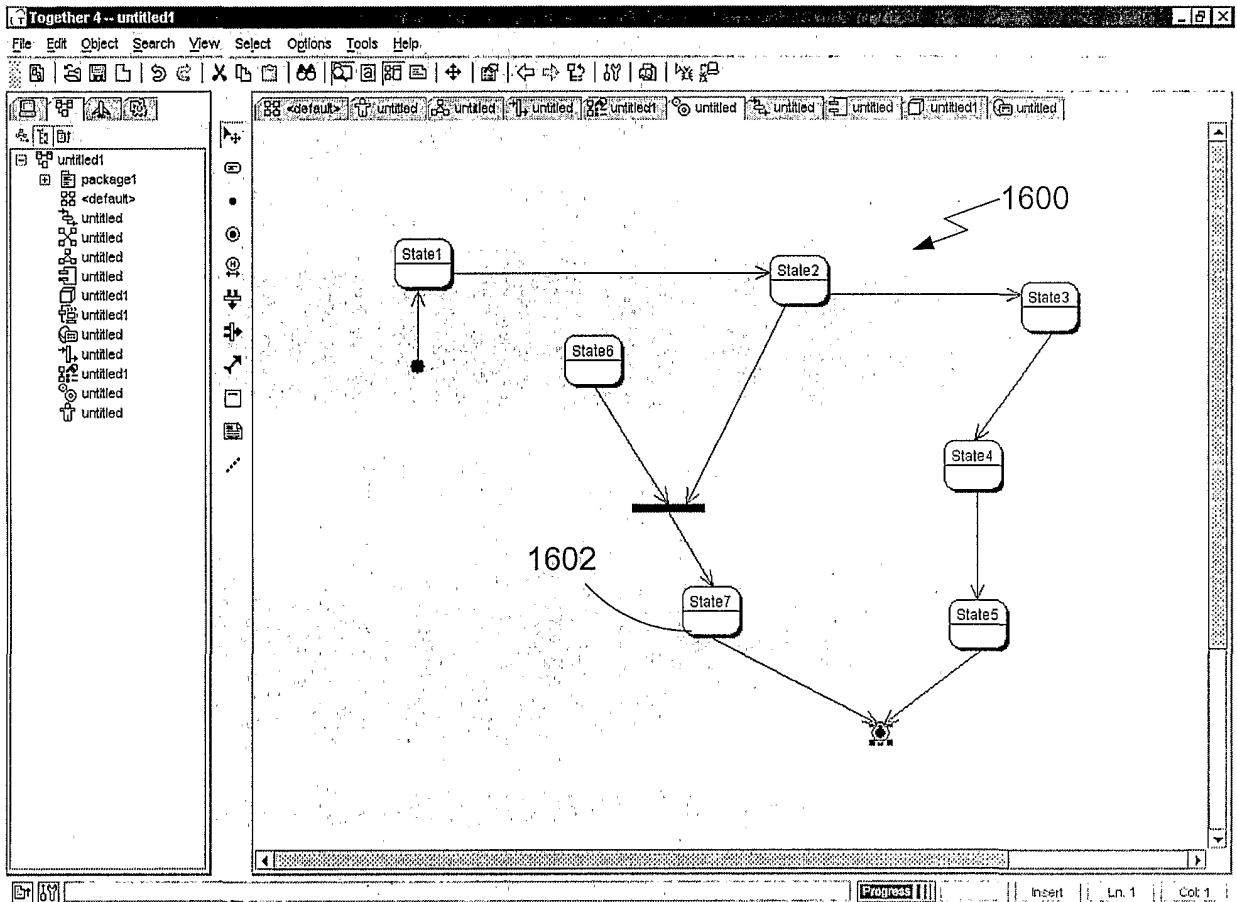 Together 4 -- untitled1
File Edit Object Search View Select Options Tools Help
<default> untitled untitled untitled untitled1 untitled untitled untitled untitled1 untitled
untitled1
package1
<default>
untitled
untitled
untitled
untitled
untitled1
untitled1
untitled
untitled
untitled1
untitled
untitled
1600
State1
State2
State3
State6
State4
1602
State7
State5
Progress
Insert
Ln. 1
Col: 1